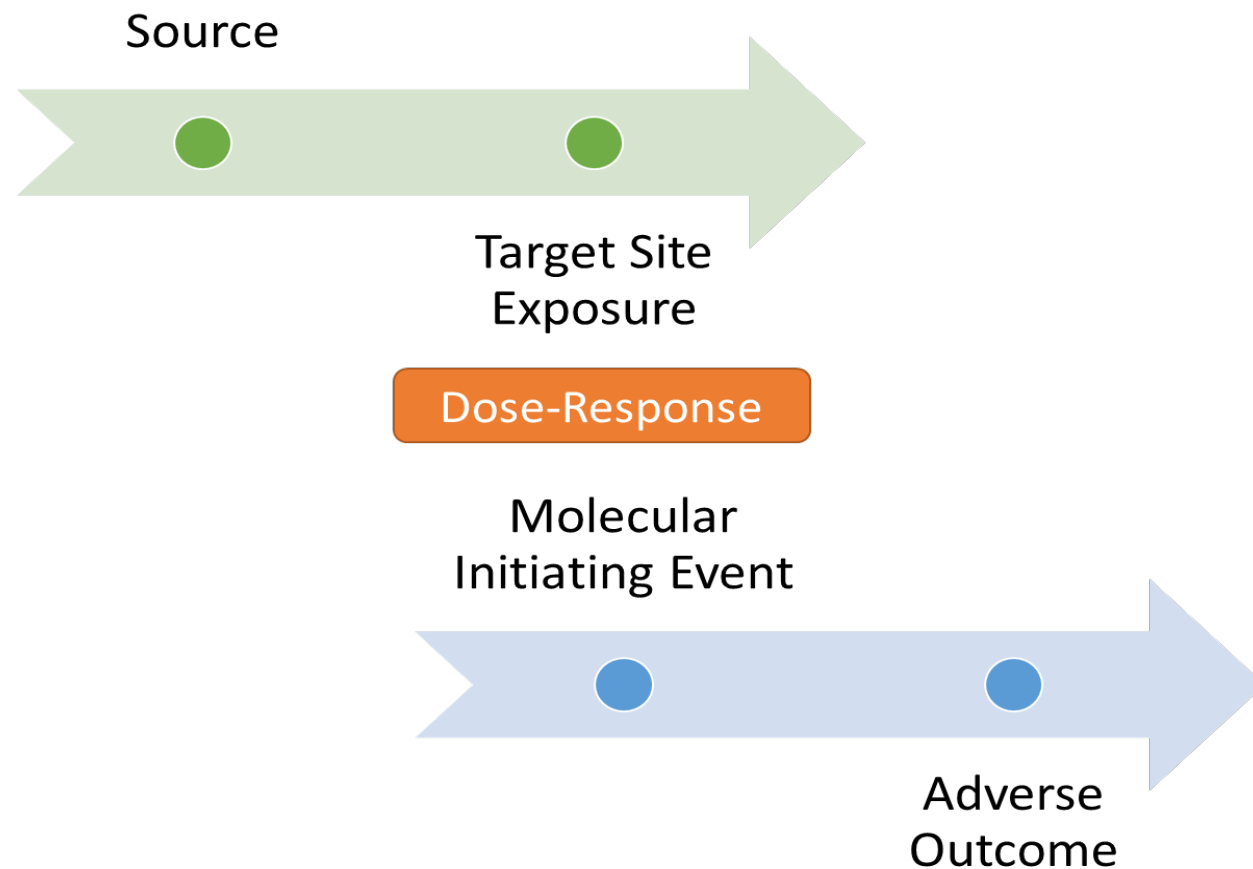 Source
Target Site
Exposure
Dose-Response
Molecular
Initiating Event
Adverse
Outcome